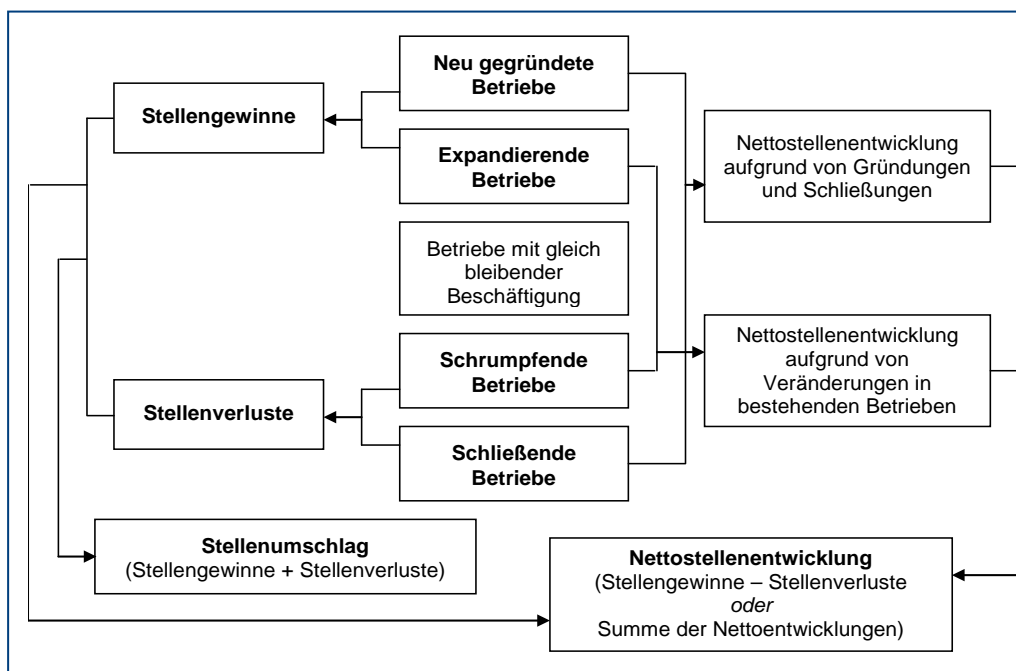 Neu gegründete
Betriebe
Stellengewinne
Expandierende
Betriebe
Nettostellenentwicklung
aufgrund von Gründungen
und Schließungen
Betriebe mit gleich
bleibender
Beschäftigung
Schrumpfende
Betriebe
Nettostellenentwicklung
aufgrund von
Veränderungen in
bestehenden Betrieben
Stellenverluste
Schließende
Betriebe
Stellenumschlag
(Stellengewinne + Stellenverluste)
Nettostellenentwicklung
(Stellengewinne – Stellenverluste
oder
Summe der Nettoentwicklungen)